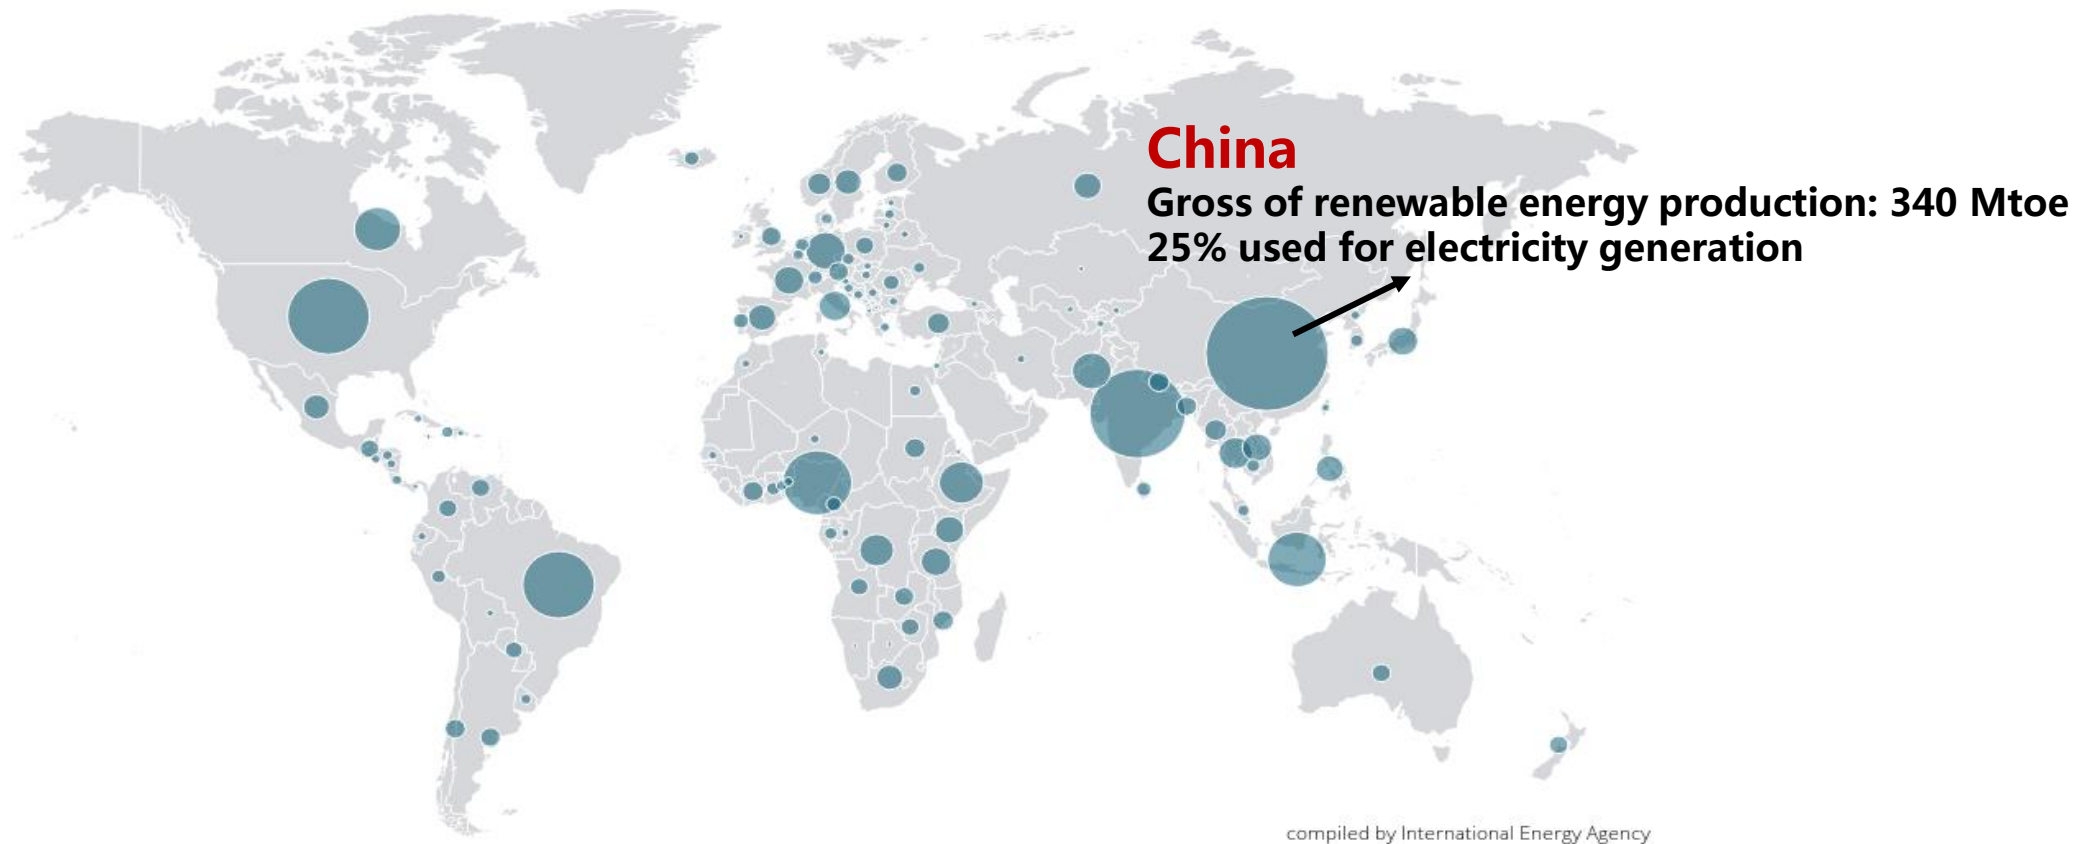 China
Gross of renewable energy production: 340 Mtoe
25% used for electricity generation
compiled by International Energy Agency